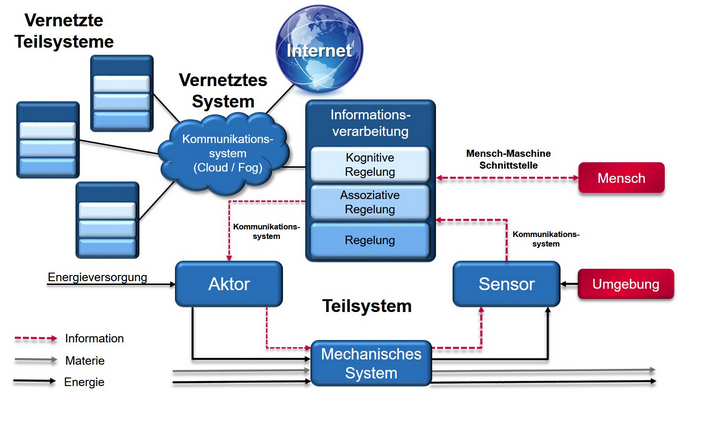 Vernetzte
Teilsysteme
Internet
Vernetztes
System
Kommunikations-
system
(Cloud / Fog)
Informations-
verarbeitung
Kognitive
Regelung
Assoziative
Regelung
Regelung
Mensch-Maschine
Schnittstelle
Mensch
Kommunikations-
system
Kommunikations-
system
Energieversorgung
Aktor
Sensor
Umgebung
Teilsystem
Mechanisches
System
Information
Materie
Energie